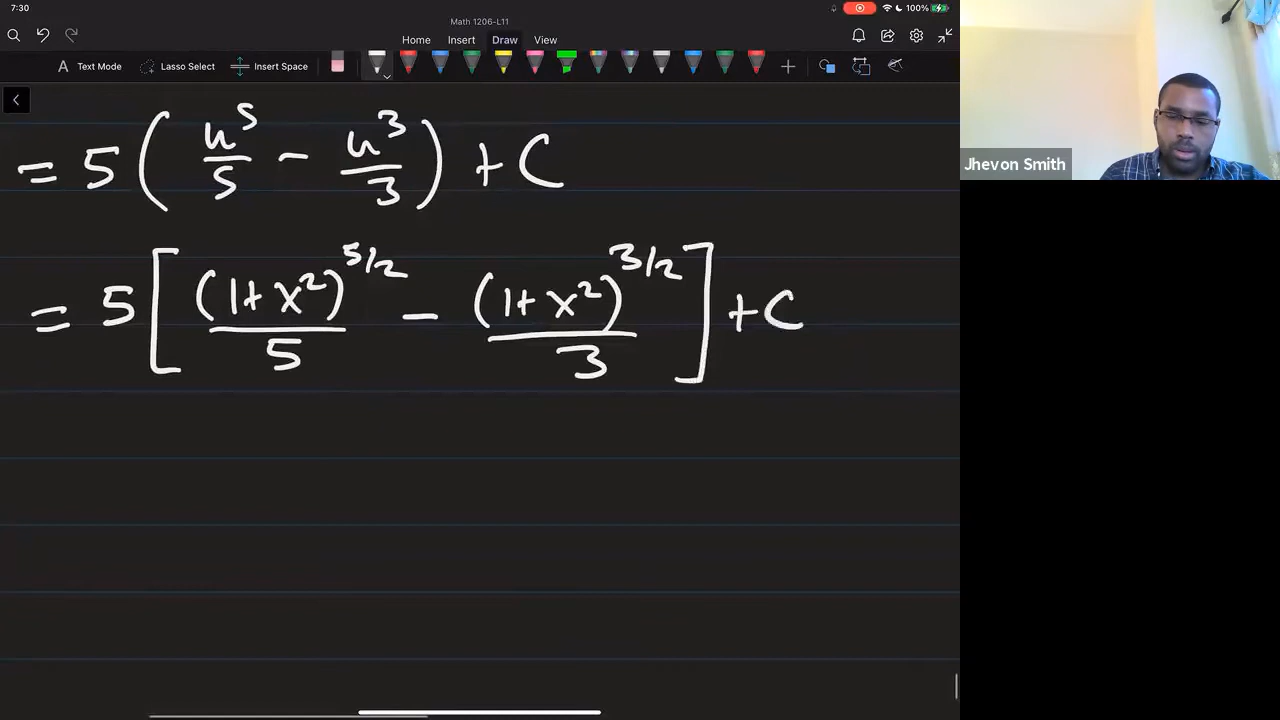 7:30
100%
Math 1206-L11
Home Insert Draw View
A Text Mode Lasso Select Insert Space
= 5 ( u^5/5 - u^3/3 ) + C
= 5 [ (1 + x^2)^{5/2}/5 - (1 + x^2)^{3/2}/3 ] + C
Jhevon Smith